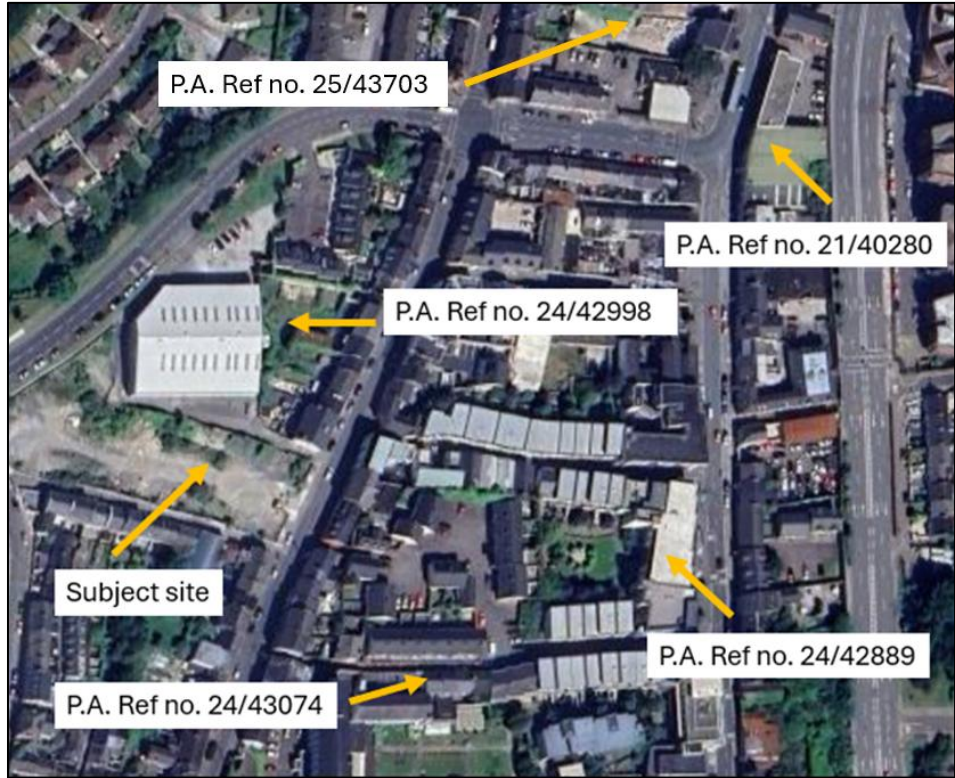 P.A. Ref no. 25/43703
P.A. Ref no. 21/40280
P.A. Ref no. 24/42998
Subject site
P.A. Ref no. 24/42889
P.A. Ref no. 24/43074